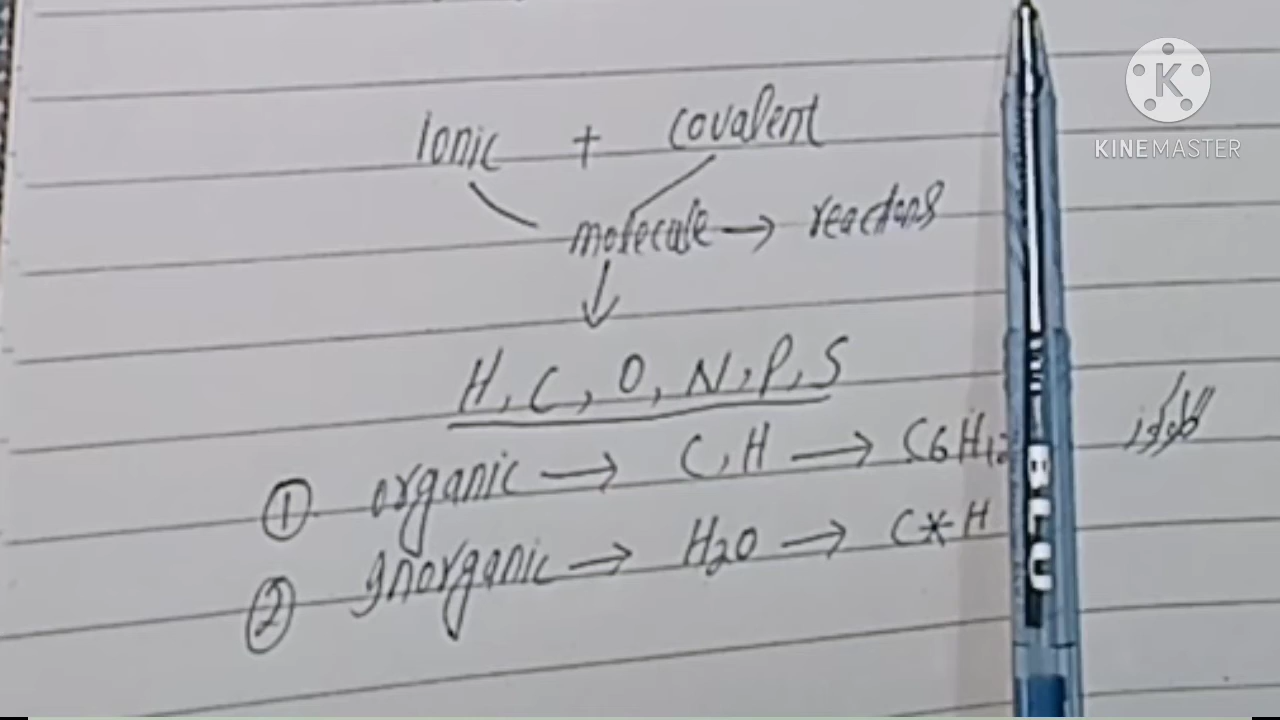 KINEMASTER
Ionic + covalent
molecule → reactions
H, C, O, N, P, S
① organic → C, H → C6H12
② Inorganic → H2O → C*H